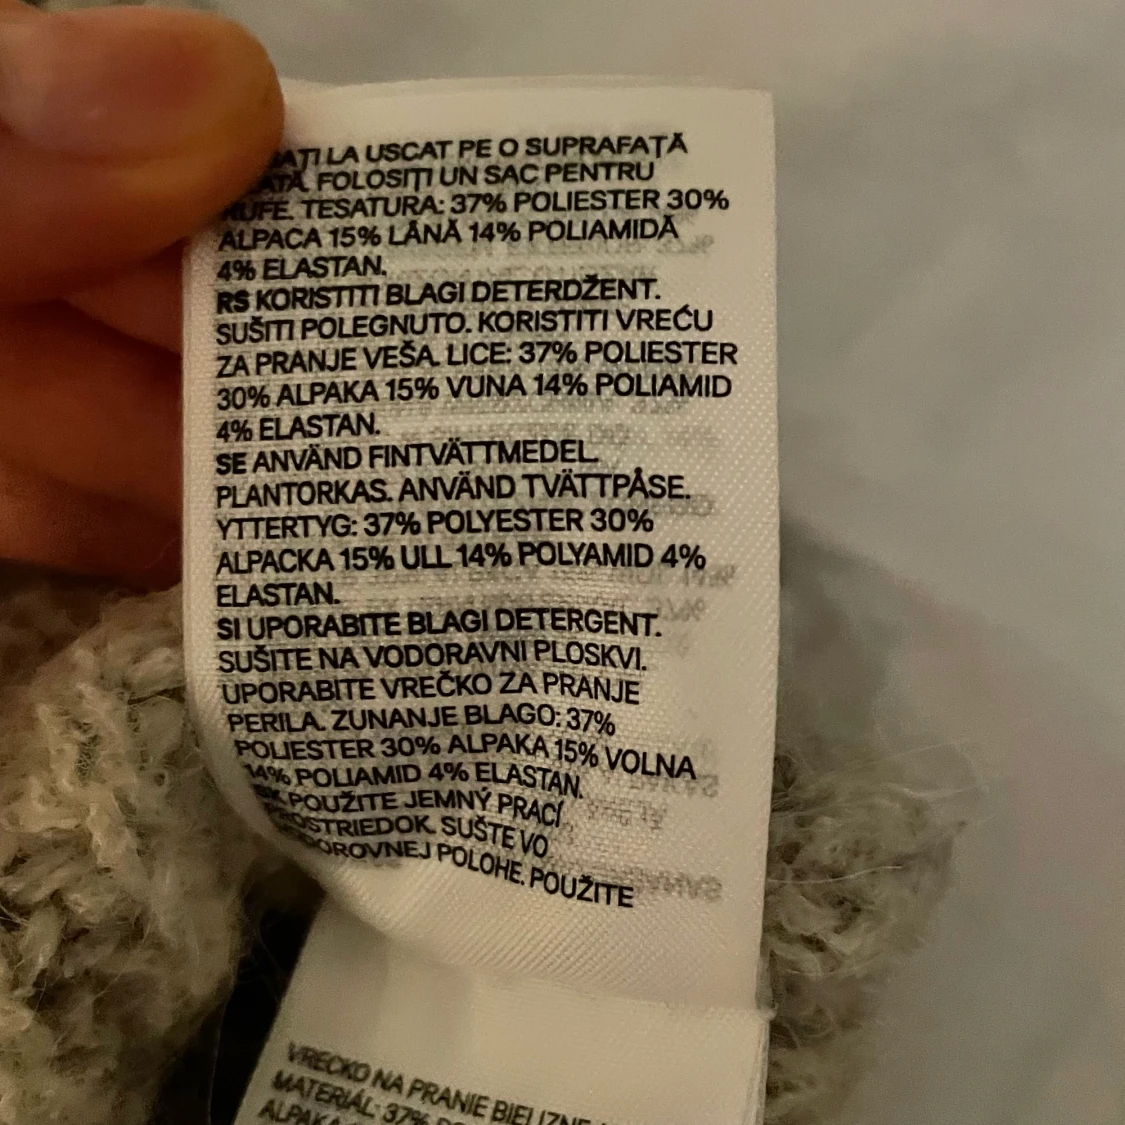 LA USCAT PE O SUPRAFAȚĂ
FOLOSIȚI UN SAC PENTRU
RUFE. TESATURA: 37% POLIESTER 30%
ALPACA 15% LÂNĂ 14% POLIAMIDĂ
4% ELASTAN.
RS KORISTITI BLAGI DETERDŽENT.
SUŠITI POLEGNUTO. KORISTITI VREĆU
ZA PRANJE VEŠA. LICE: 37% POLIESTER
30% ALPAKA 15% VUNA 14% POLIAMID
4% ELASTAN.
SE ANVÄND FINTVÄTTMEDEL.
PLANTORKAS. ANVÄND TVÄTTPÅSE.
YTTERTYG: 37% POLYESTER 30%
ALPACKA 15% ULL 14% POLYAMID 4%
ELASTAN.
SI UPORABITE BLAGI DETERGENT.
SUŠITE NA VODORAVNI PLOSKVI.
UPORABITE VREČKO ZA PRANJE
PERILA. ZUNANJE BLAGO: 37%
POLIESTER 30% ALPAKA 15% VOLNA
14% POLIAMID 4% ELASTAN.
SK POUŽITE JEMNÝ PRACÍ
PROSTRIEDOK. SUŠTE VO
POLOHE. POUŽITE
VRECKO NA PRANIE BIELIZNE
MATERIÁL: 37%
ALPAKA